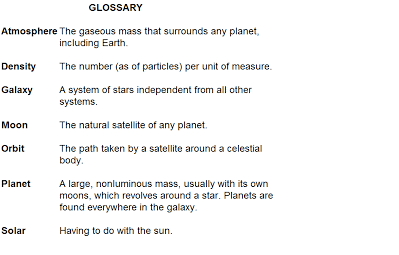 GLOSSARY
Atmosphere The gaseous mass that surrounds any planet,
including Earth.
Density The number (as of particles) per unit of measure.
Galaxy A system of stars independent from all other
systems.
Moon The natural satellite of any planet.
Orbit The path taken by a satellite around a celestial
body.
Planet A large, nonluminous mass, usually with its own
moons, which revolves around a star. Planets are
found everywhere in the galaxy.
Solar Having to do with the sun.